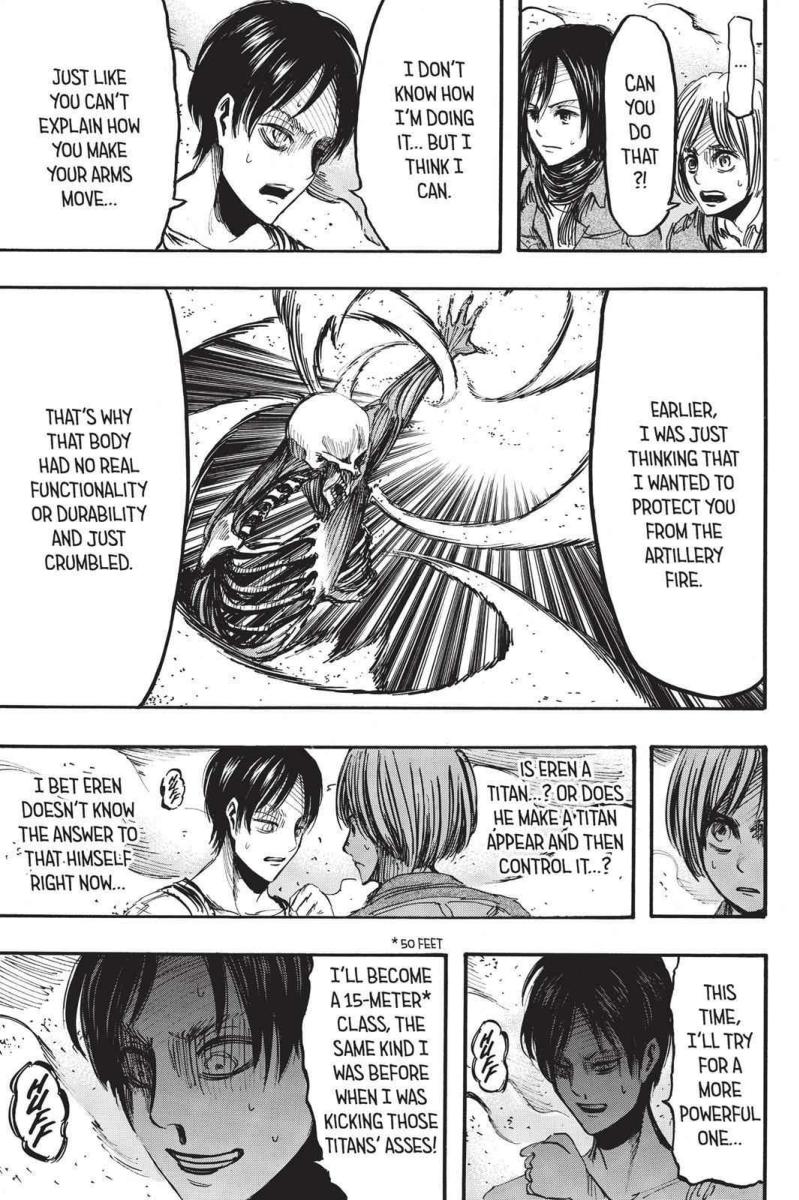 ...
CAN
YOU
DO
THAT
?!
I DON'T
KNOW HOW
I'M DOING
IT... BUT I
THINK I
CAN.
JUST LIKE
YOU CAN'T
EXPLAIN HOW
YOU MAKE
YOUR ARMS
MOVE...
EARLIER,
I WAS JUST
THINKING THAT
I WANTED TO
PROTECT YOU
FROM THE
ARTILLERY
FIRE.
THAT'S WHY
THAT BODY
HAD NO REAL
FUNCTIONALITY
OR DURABILITY
AND JUST
CRUMBLED.
IS EREN A
TITAN...? OR DOES
HE MAKE A TITAN
APPEAR AND THEN
CONTROL IT...?
HUFF
I BET EREN
DOESN'T KNOW
THE ANSWER TO
THAT HIMSELF
RIGHT NOW...
THIS
TIME,
I'LL TRY
FOR A
MORE
POWERFUL
ONE...
HUFF
* 50 FEET
I'LL BECOME
A 15-METER*
CLASS, THE
SAME KIND I
WAS BEFORE
WHEN I WAS
KICKING THOSE
TITANS' ASSES!
HUFF